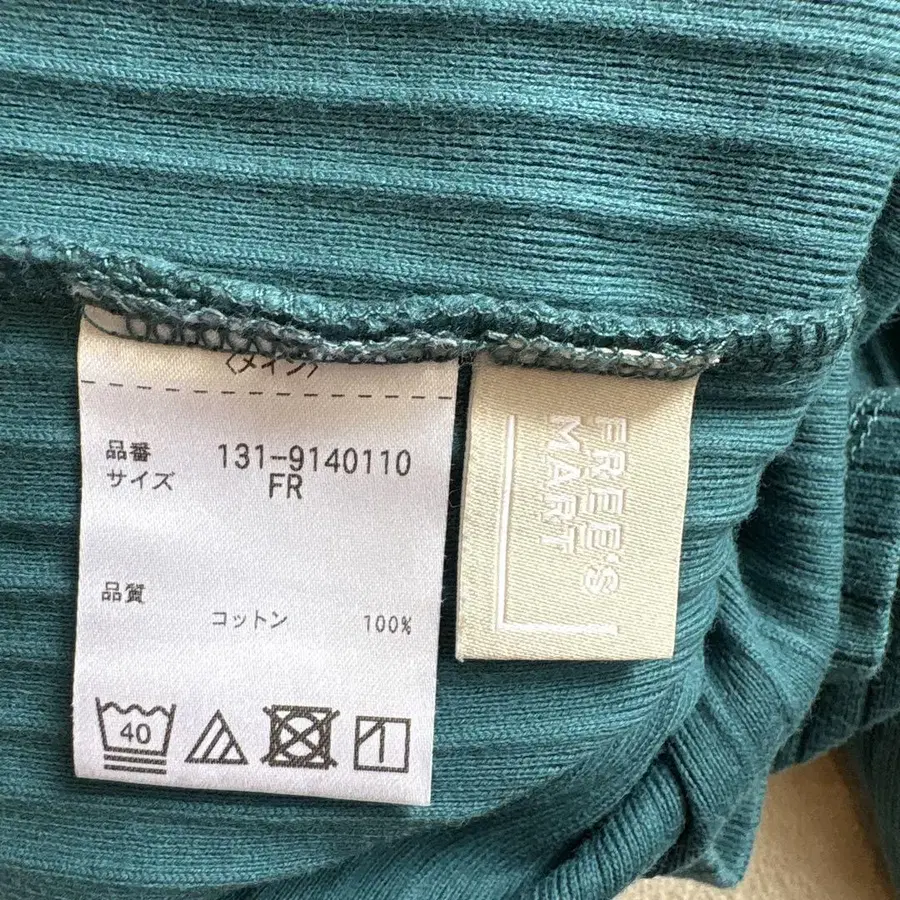 〈メイン〉
品番 131-9140110
サイズ FR
品質
コットン 100%
40
FREE'S
MART